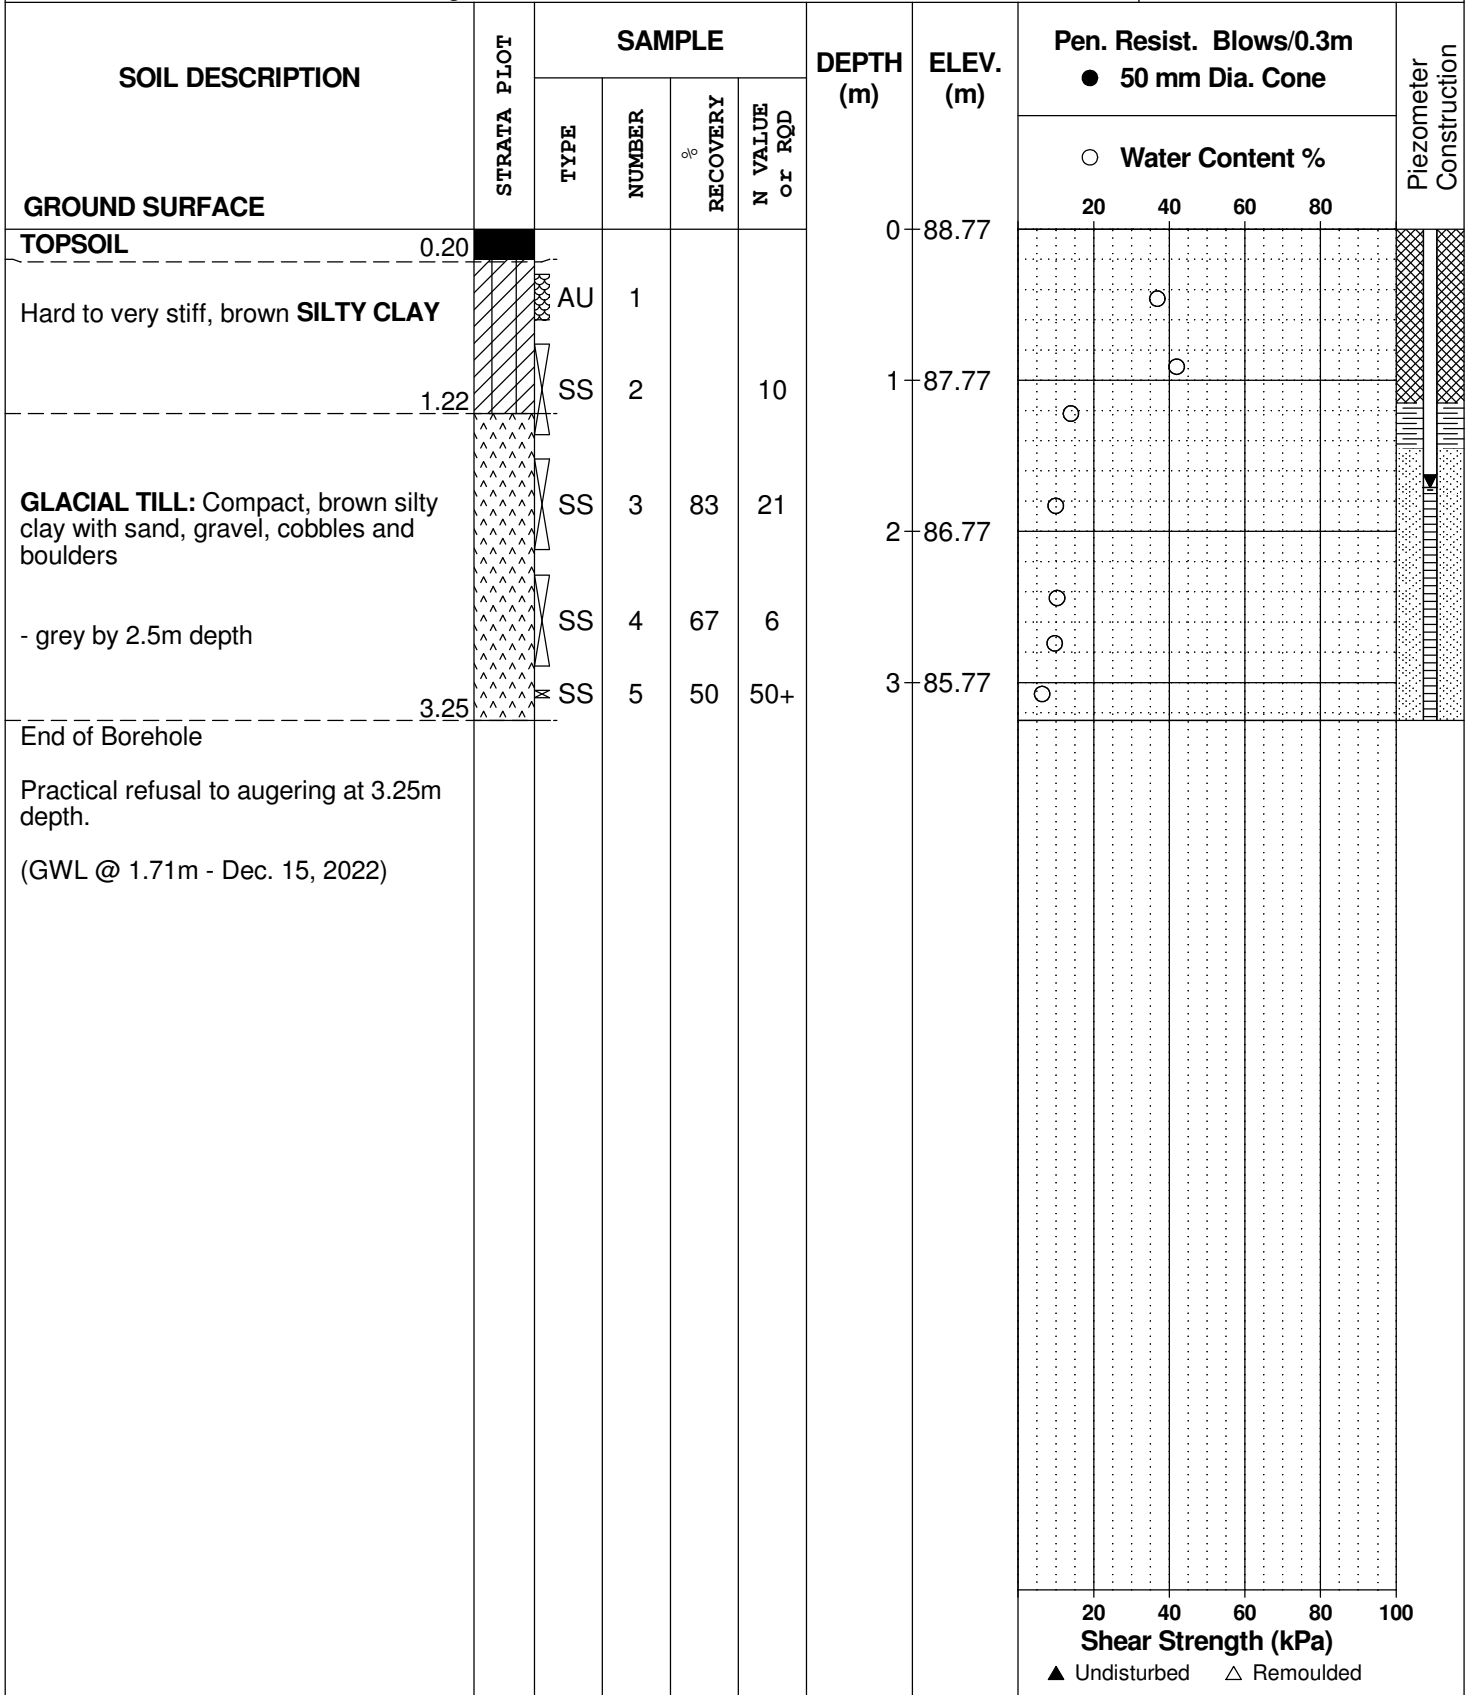 SOIL DESCRIPTION
GROUND SURFACE
STRATA PLOT
SAMPLE
TYPE
NUMBER
%
RECOVERY
N VALUE
or RQD
DEPTH
(m)
ELEV.
(m)
Pen. Resist. Blows/0.3m
● 50 mm Dia. Cone
○ Water Content %
20 40 60 80
Piezometer
Construction
TOPSOIL 0.20
0 88.77
Hard to very stiff, brown SILTY CLAY
AU 1
1.22
SS 2 10
1 87.77
GLACIAL TILL: Compact, brown silty
clay with sand, gravel, cobbles and
boulders
SS 3 83 21
2 86.77
- grey by 2.5m depth
SS 4 67 6
3 85.77
SS 5 50 50+
3.25
End of Borehole
Practical refusal to augering at 3.25m
depth.
(GWL @ 1.71m - Dec. 15, 2022)
20 40 60 80 100
Shear Strength (kPa)
▲ Undisturbed △ Remoulded